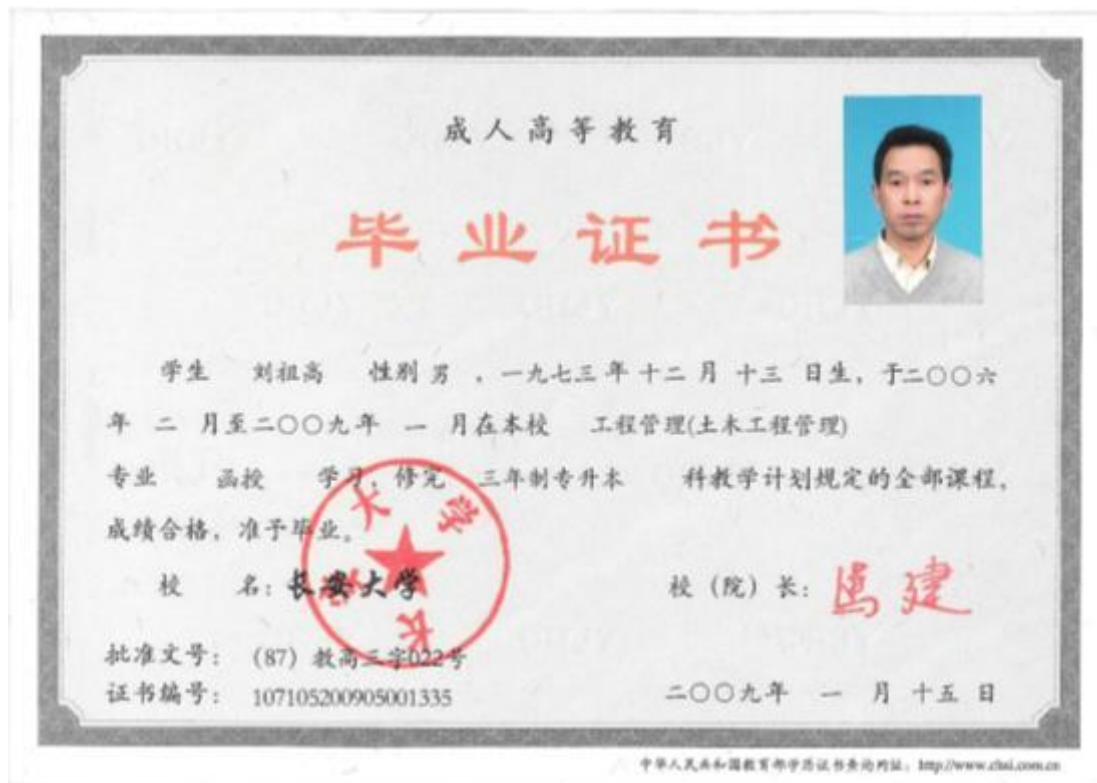 成人高等教育
毕业证书
学生 刘祖高 性别 男 ，一九七三 年 十二 月 十三 日生，于二〇〇六
年 二 月至二〇〇九年 一 月在本校 工程管理(土木工程管理)
专业 函授 学习，修完 三年制专升本 科教学计划规定的全部课程，
成绩合格，准予毕业。
校 名：长安大学
长安大学
校（院）长：马建
批准文号： (87) 教高三字022号
证书编号： 107105200905001335
二〇〇九年 一 月 十五 日
中华人民共和国教育部学历证书查询网址：http://www.chsi.com.cn